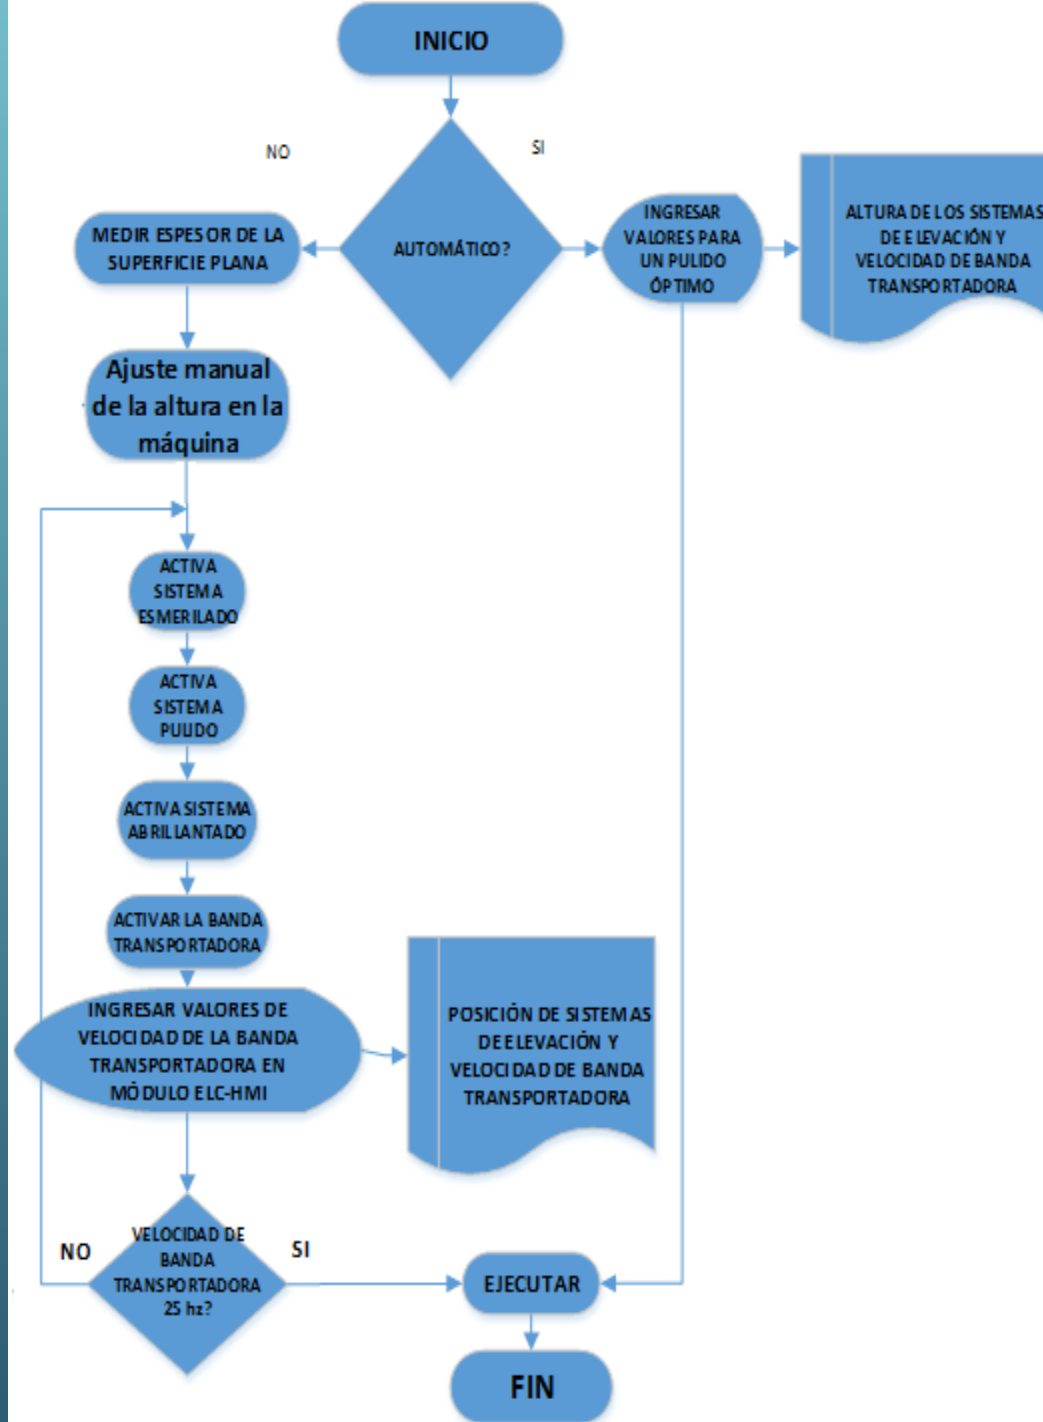 INICIO
NO
SI
AUTOMÁTICO?
MEDIR ESPESOR DE LA
SUPERFICIE PLANA
INGRESAR
VALORES PARA
UN PULIDO
ÓPTIMO
ALTURA DE LOS SISTEMAS
DE ELEVACIÓN Y
VELOCIDAD DE BANDA
TRANSPORTADORA
Ajuste manual
de la altura en la
máquina
ACTIVA
SISTEMA
ESMERILADO
ACTIVA
SISTEMA
PULIDO
ACTIVA SISTEMA
ABRILLANTADO
ACTIVAR LA BANDA
TRANSPORTADORA
INGRESAR VALORES DE
VELOCIDAD DE LA BANDA
TRANSPORTADORA EN
MÓDULO ELC-HMI
POSICIÓN DE SISTEMAS
DE ELEVACIÓN Y
VELOCIDAD DE BANDA
TRANSPORTADORA
NO
VELOCIDAD DE
BANDA
TRANSPORTADORA
25 hz?
SI
EJECUTAR
FIN